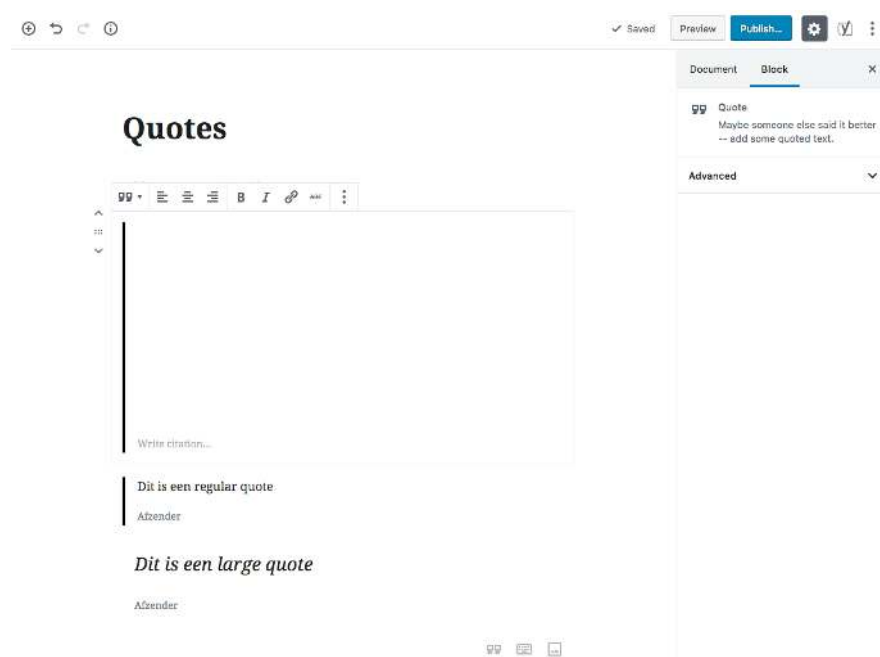 Saved Preview Publish...
Document Block
Quotes
Quote
Maybe someone else said it better
-- add some quoted text.
Advanced
B I ABC
Write citation...
Dit is een regular quote
Afzender
Dit is een large quote
Afzender